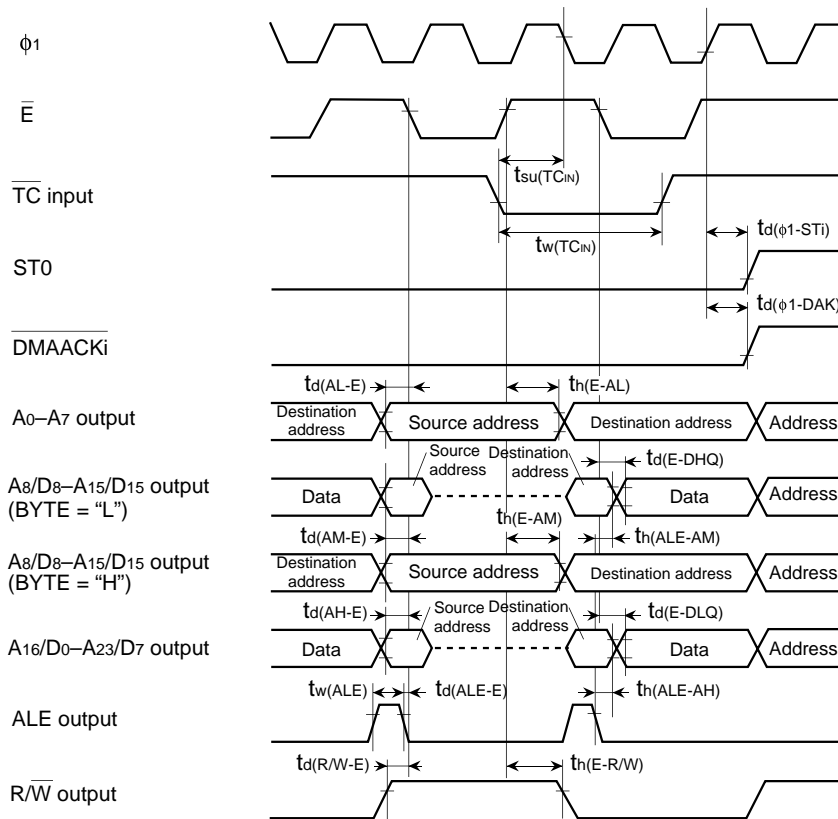 ϕ1
E
tsu(TCIN)
TC input
tw(TCIN)
td(ϕ1-STi)
ST0
td(ϕ1-DAK)
DMAACKi
td(AL-E) th(E-AL)
A0–A7 output
Destination address Source address Destination address Address
Source address Destination address
td(E-DHQ)
A8/D8–A15/D15 output
(BYTE = “L”)
Data Data Address
td(AM-E) th(E-AM) th(ALE-AM)
A8/D8–A15/D15 output
(BYTE = “H”)
Destination address Source address Destination address Address
td(AH-E) Source address Destination address td(E-DLQ)
A16/D0–A23/D7 output
Data Data Address
tw(ALE) td(ALE-E) th(ALE-AH)
ALE output
td(R/W-E) th(E-R/W)
R/W output